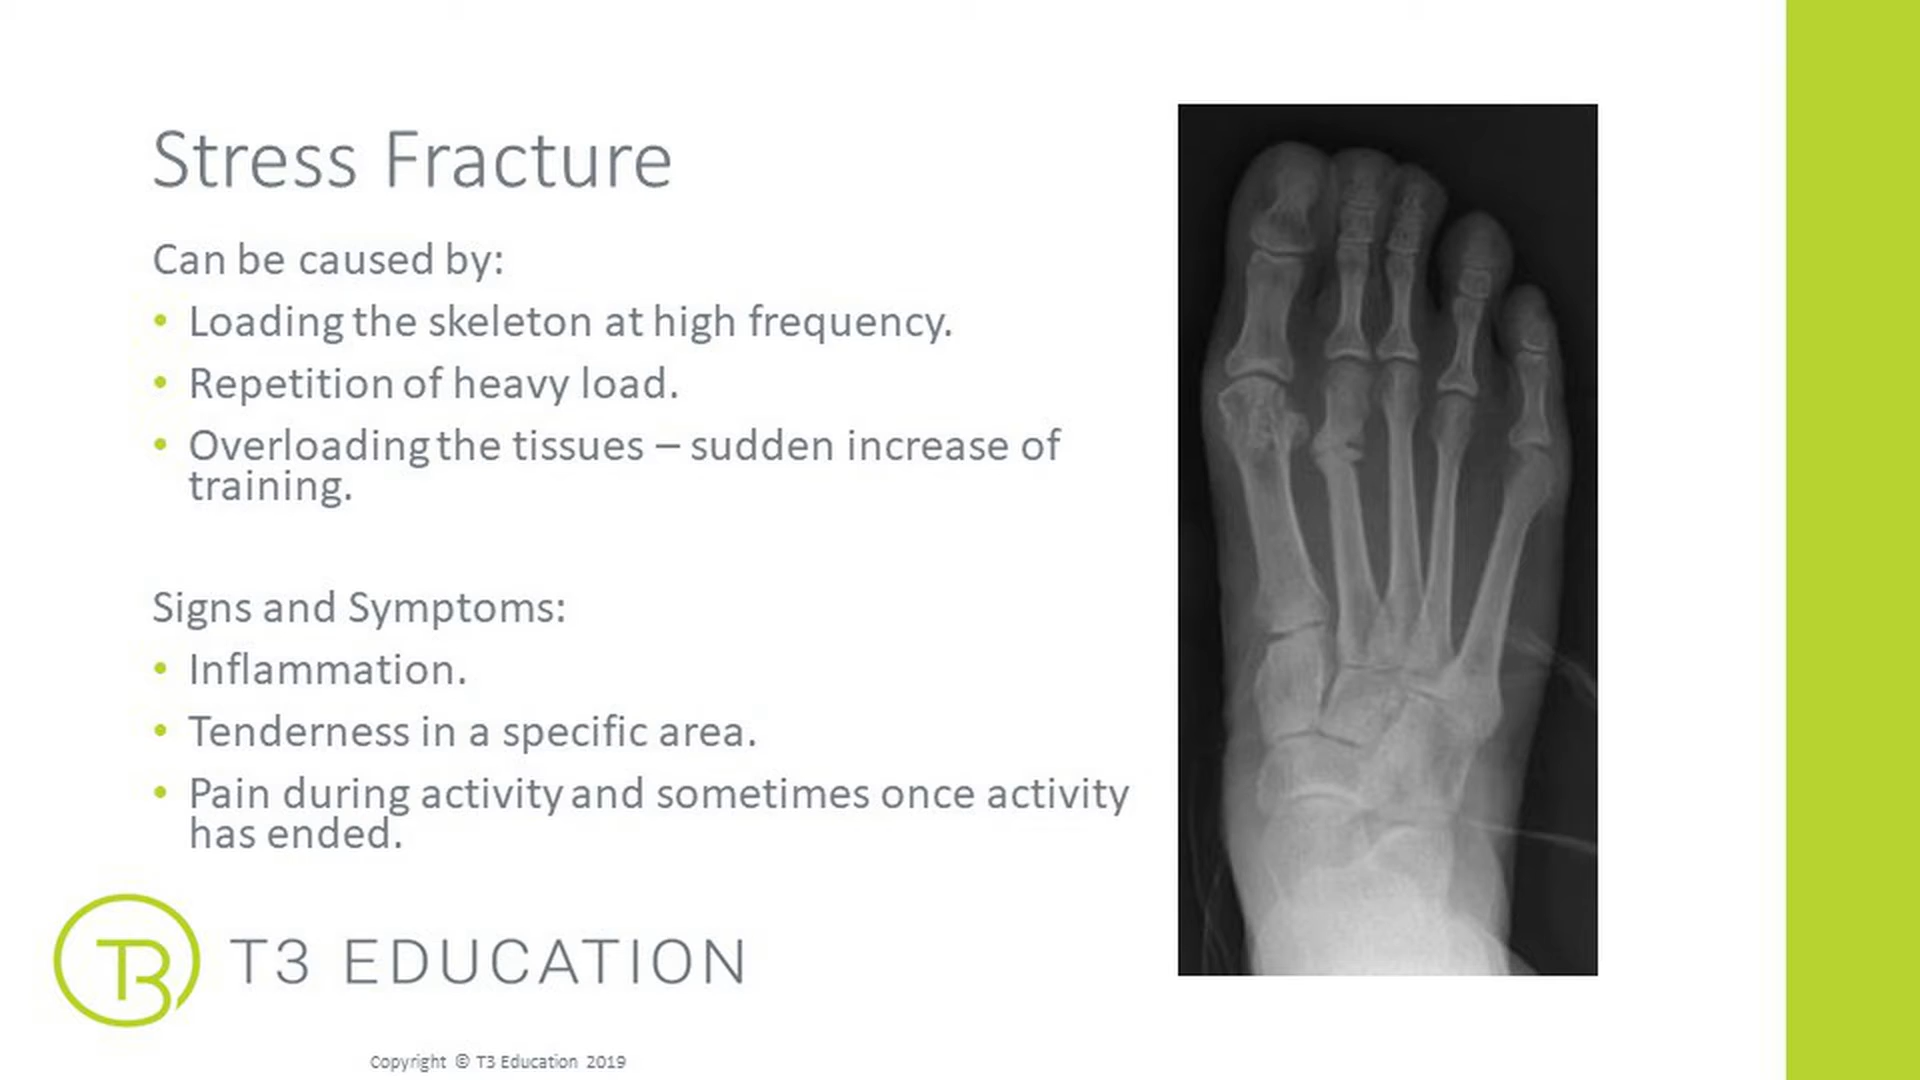 Stress Fracture
Can be caused by:
• Loading the skeleton at high frequency.
• Repetition of heavy load.
• Overloading the tissues – sudden increase of
training.
Signs and Symptoms:
• Inflammation.
• Tenderness in a specific area.
• Pain during activity and sometimes once activity
has ended.
T3 T3 EDUCATION
Copyright © T3 Education 2019